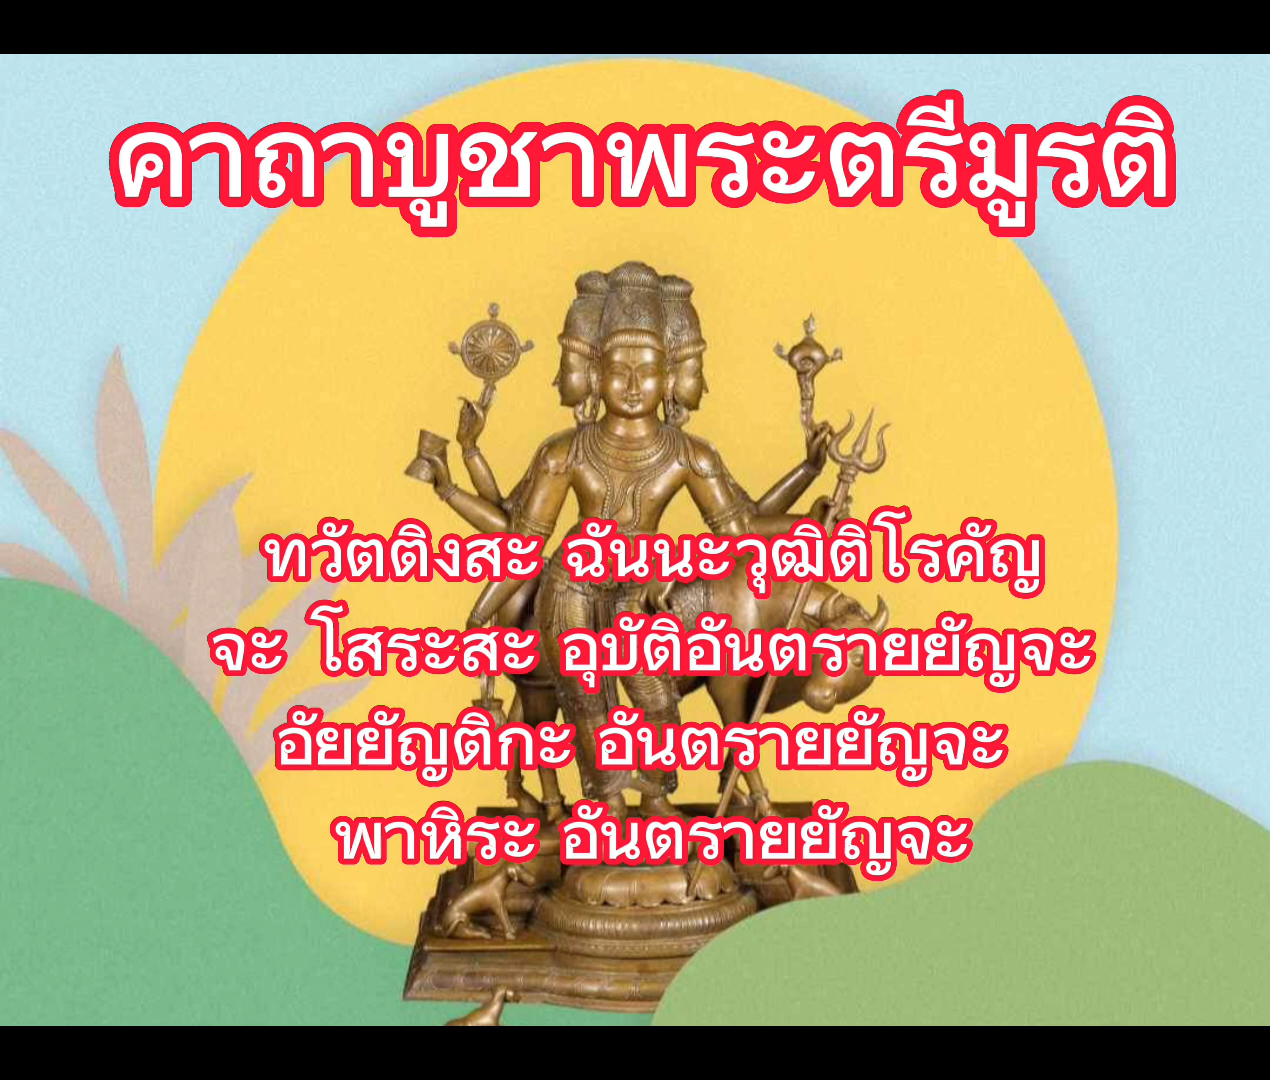 คาถาบูชาพระตรีมูรติ
ทวัตติงสะ ฉันนะวุฒิติโรคัญ
จะ โสระสะ อุบัติอันตรายยัญจะ
อัยยัญติกะ อันตรายยัญจะ
พาหิระ อันตรายยัญจะ